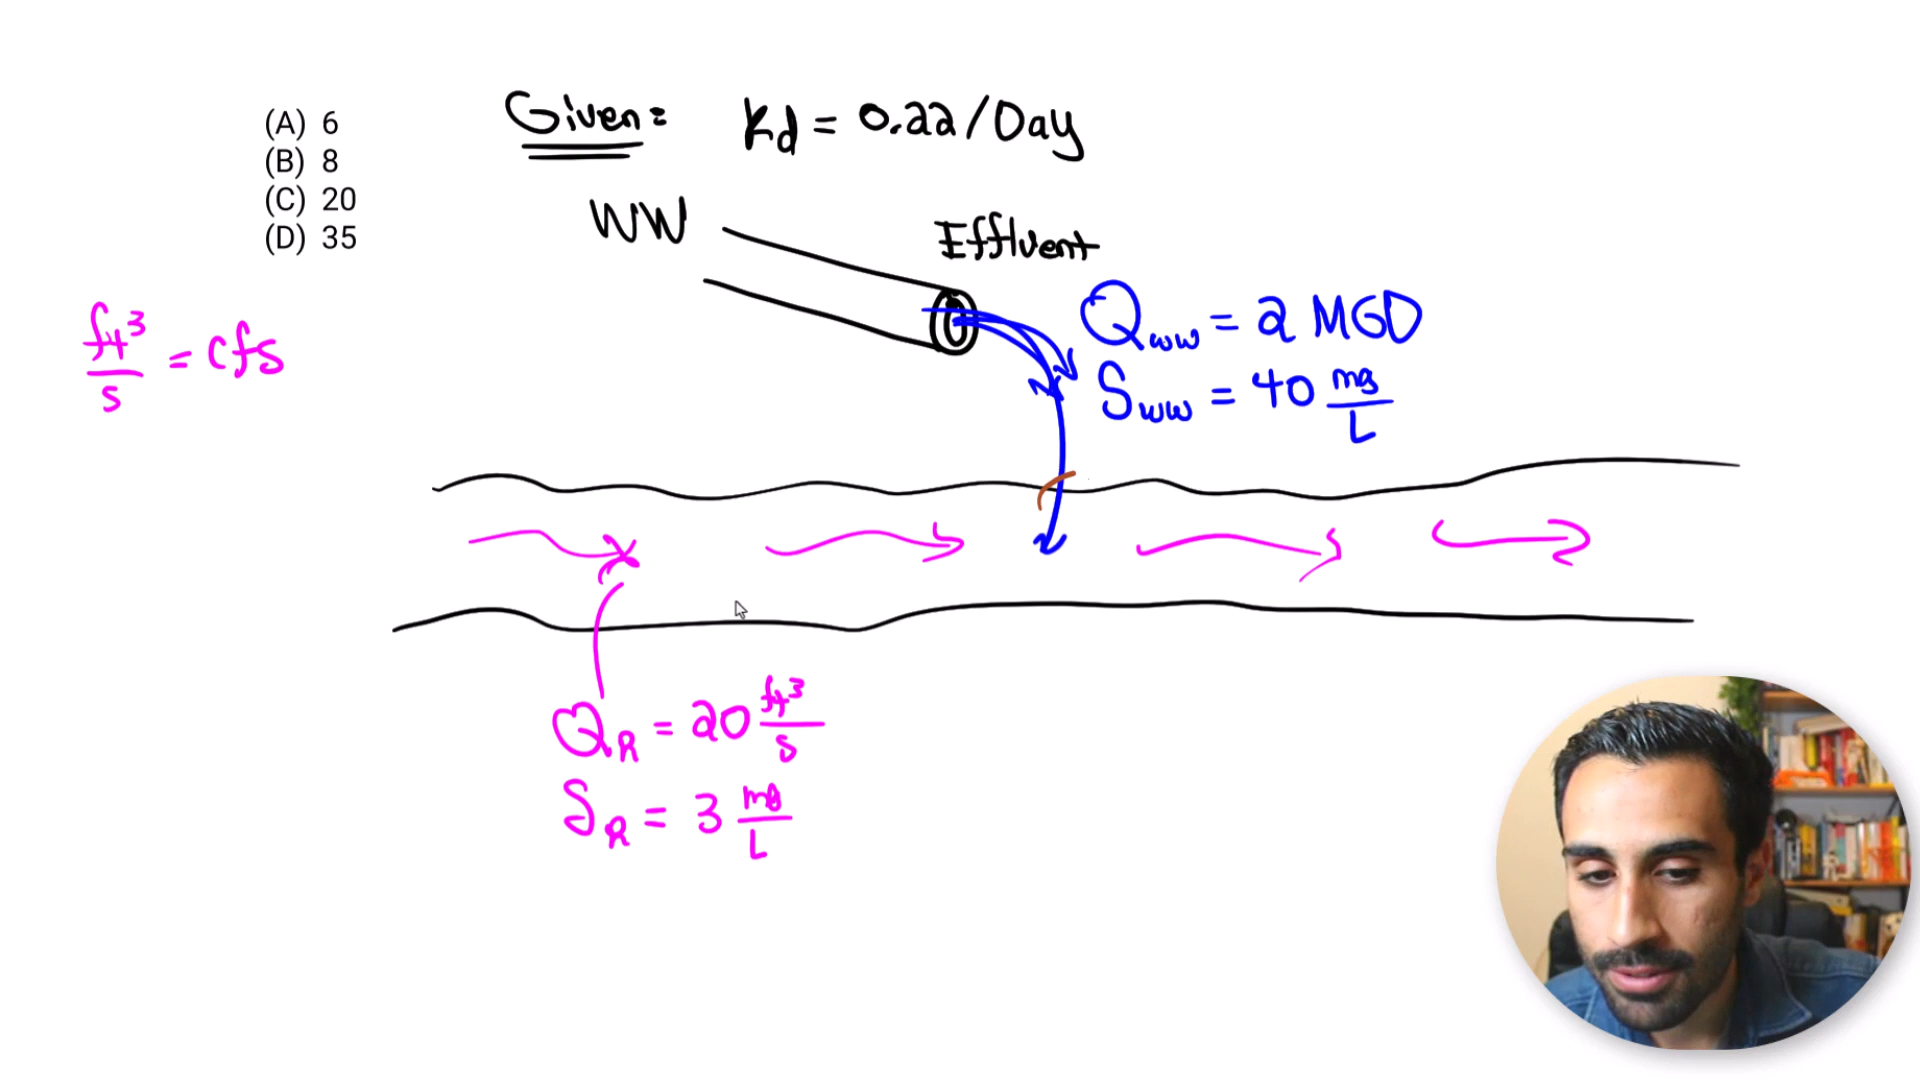 (A) 6
(B) 8
(C) 20
(D) 35
Given:
Kd = 0.22/Day
WW
Effluent
ft³/s = cfs
Qww = 2 MGD
Sww = 40 mg/L
QR = 20 ft³/s
SR = 3 mg/L